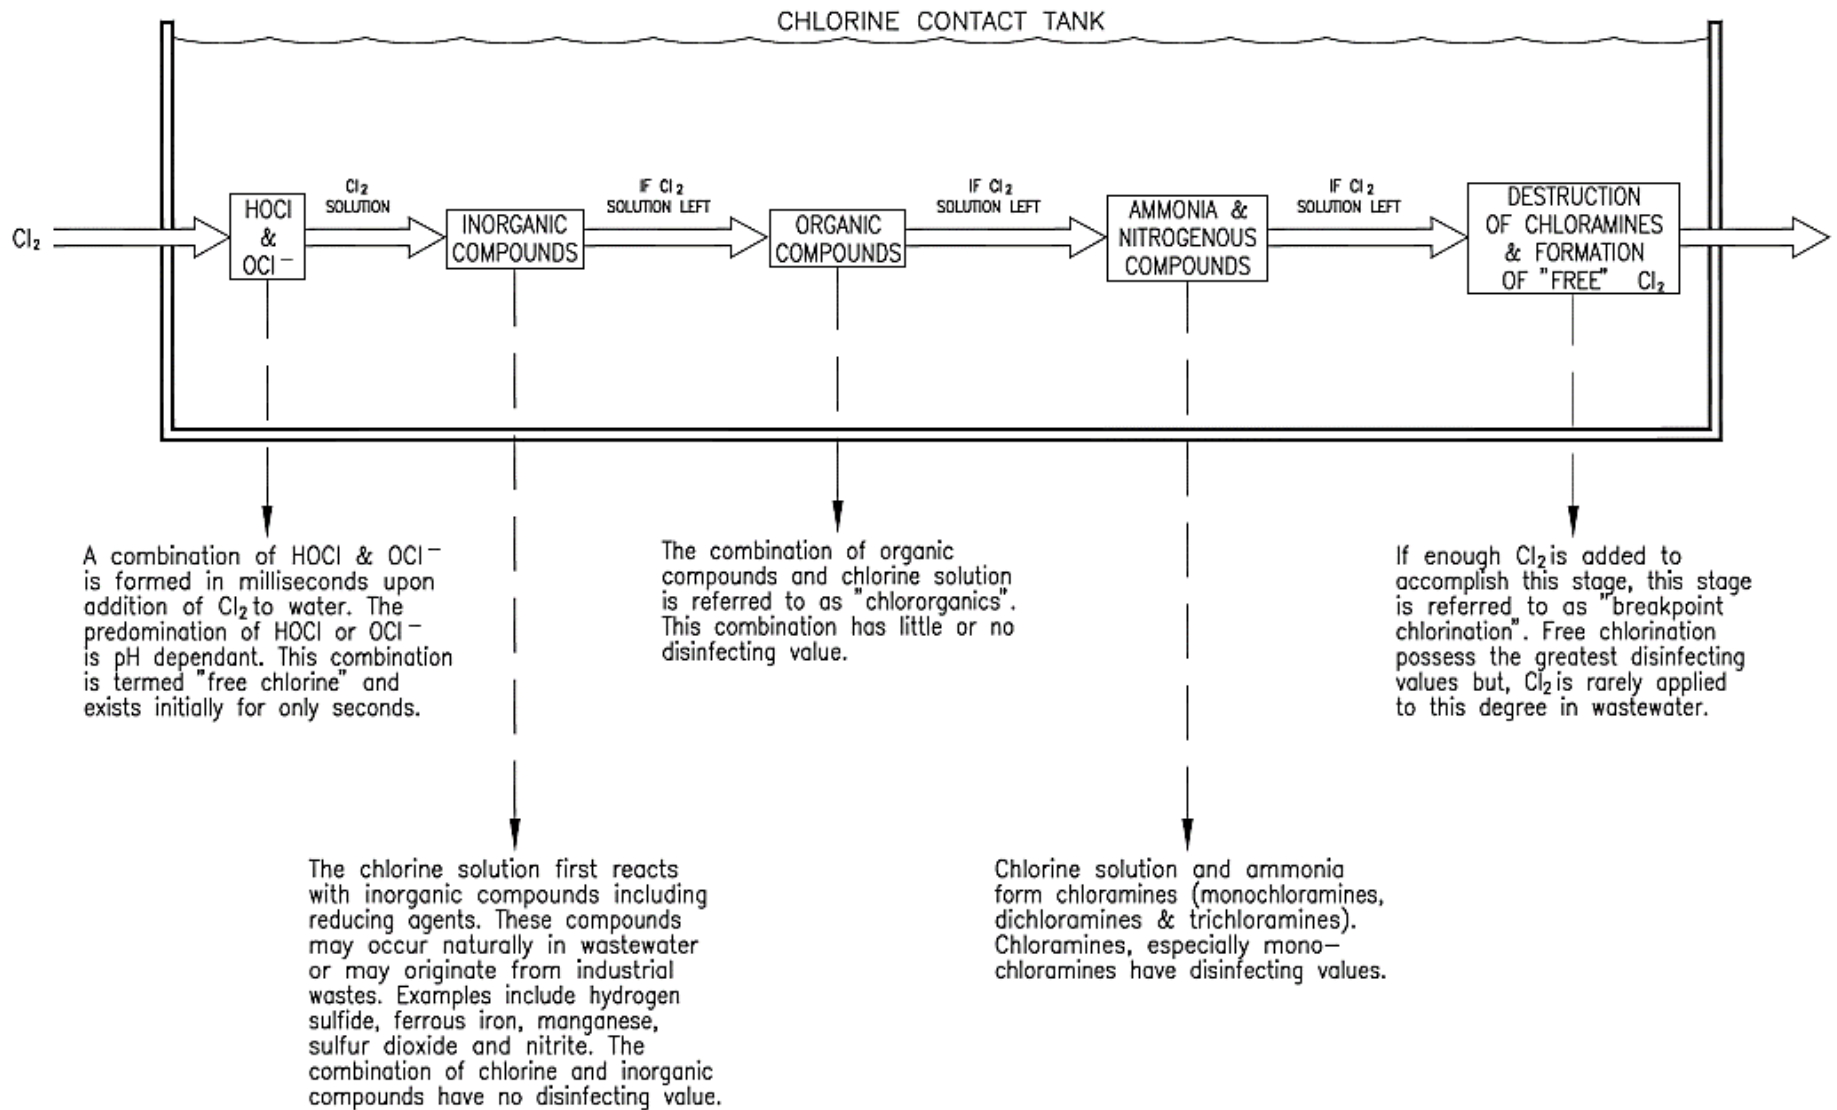 CHLORINE CONTACT TANK
Cl₂
HOCl
&
OCl⁻
Cl₂
SOLUTION
INORGANIC
COMPOUNDS
IF Cl₂
SOLUTION LEFT
ORGANIC
COMPOUNDS
IF Cl₂
SOLUTION LEFT
AMMONIA &
NITROGENOUS
COMPOUNDS
IF Cl₂
SOLUTION LEFT
DESTRUCTION
OF CHLORAMINES
& FORMATION
OF "FREE" Cl₂
A combination of HOCl & OCl⁻
is formed in milliseconds upon
addition of Cl₂ to water. The
predomination of HOCl or OCl⁻
is pH dependant. This combination
is termed "free chlorine" and
exists initially for only seconds.
The chlorine solution first reacts
with inorganic compounds including
reducing agents. These compounds
may occur naturally in wastewater
or may originate from industrial
wastes. Examples include hydrogen
sulfide, ferrous iron, manganese,
sulfur dioxide and nitrite. The
combination of chlorine and inorganic
compounds have no disinfecting value.
The combination of organic
compounds and chlorine solution
is referred to as "chlororganics".
This combination has little or no
disinfecting value.
Chlorine solution and ammonia
form chloramines (monochloramines,
dichloramines & trichloramines).
Chloramines, especially mono–
chloramines have disinfecting values.
If enough Cl₂ is added to
accomplish this stage, this stage
is referred to as "breakpoint
chlorination". Free chlorination
possess the greatest disinfecting
values but, Cl₂ is rarely applied
to this degree in wastewater.